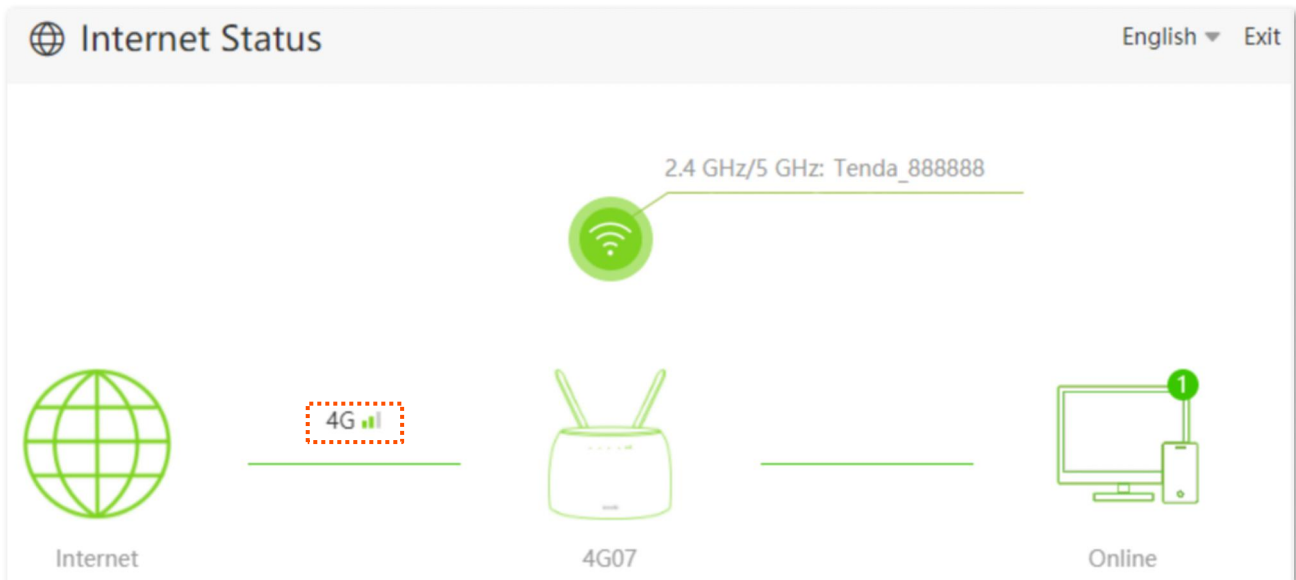 Internet Status
English Exit
2.4 GHz/5 GHz: Tenda_888888
4G
1
Internet
4G07
Online